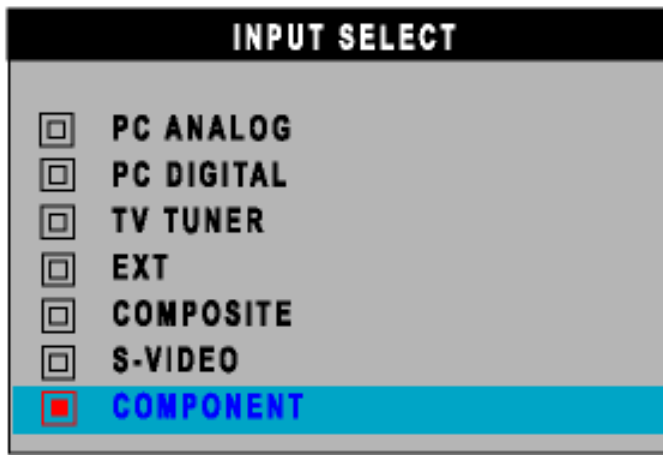 INPUT SELECT
PC ANALOG
PC DIGITAL
TV TUNER
EXT
COMPOSITE
S-VIDEO
COMPONENT